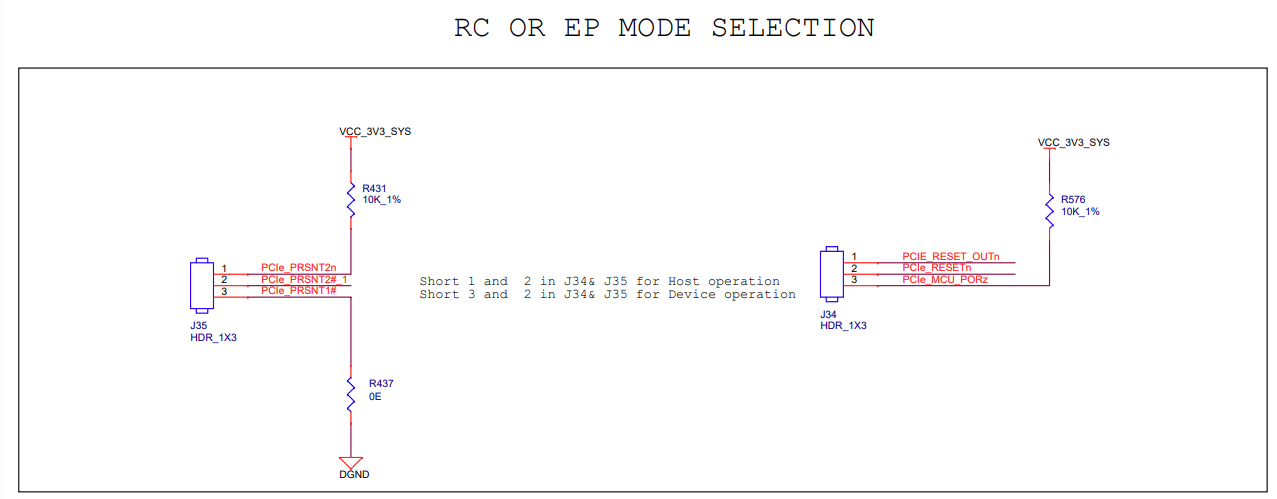 RC OR EP MODE SELECTION
VCC_3V3_SYS
R431
10K_1%
1 PCIe_PRSNT2n
2 PCIe_PRSNT2#_1
3 PCIe_PRSNT1#
J35
HDR_1X3
R437
0E
DGND
Short 1 and 2 in J34& J35 for Host operation
Short 3 and 2 in J34& J35 for Device operation
VCC_3V3_SYS
R576
10K_1%
1 PCIE_RESET_OUTn
2 PCIe_RESETn
3 PCIe_MCU_PORz
J34
HDR_1X3